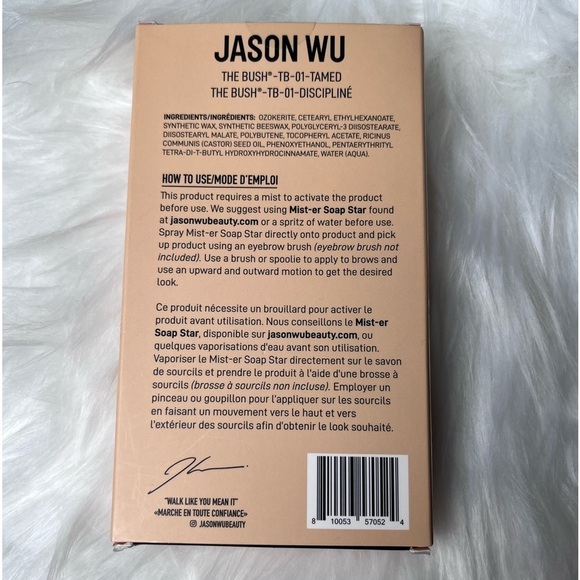 JASON WU
THE BUSH®-TB-01-TAMED
THE BUSH®-TB-01-DISCIPLINÉ
INGREDIENTS/INGRÉDIENTS: OZOKERITE, CETEARYL ETHYLHEXANOATE,
SYNTHETIC WAX, SYNTHETIC BEESWAX, POLYGLYCERYL-3 DIISOSTEARATE,
DIISOSTEARYL MALATE, POLYBUTENE, TOCOPHERYL ACETATE, RICINUS
COMMUNIS (CASTOR) SEED OIL, PHENOXYETHANOL, PENTAERYTHRITYL
TETRA-DI-T-BUTYL HYDROXYHYDROCINNAMATE, WATER (AQUA).
HOW TO USE/MODE D'EMPLOI
This product requires a mist to activate the product
before use. We suggest using Mist-er Soap Star found
at jasonwubeauty.com or a spritz of water before use.
Spray Mist-er Soap Star directly onto product and pick
up product using an eyebrow brush (eyebrow brush not
included). Use a brush or spoolie to apply to brows and
use an upward and outward motion to get the desired
look.
Ce produit nécessite un brouillard pour activer le
produit avant utilisation. Nous conseillons le Mist-er
Soap Star, disponible sur jasonwubeauty.com, ou
quelques vaporisations d'eau avant son utilisation.
Vaporiser le Mist-er Soap Star directement sur le savon
de sourcils et prendre le produit à l'aide d'une brosse à
sourcils (brosse à sourcils non incluse). Employer un
pinceau ou goupillon pour l'appliquer sur les sourcils
en faisant un mouvement vers le haut et vers
l'extérieur des sourcils afin d'obtenir le look souhaité.
"WALK LIKE YOU MEAN IT"
«MARCHE EN TOUTE CONFIANCE»
JASONWUBEAUTY
8 10053 57052 4